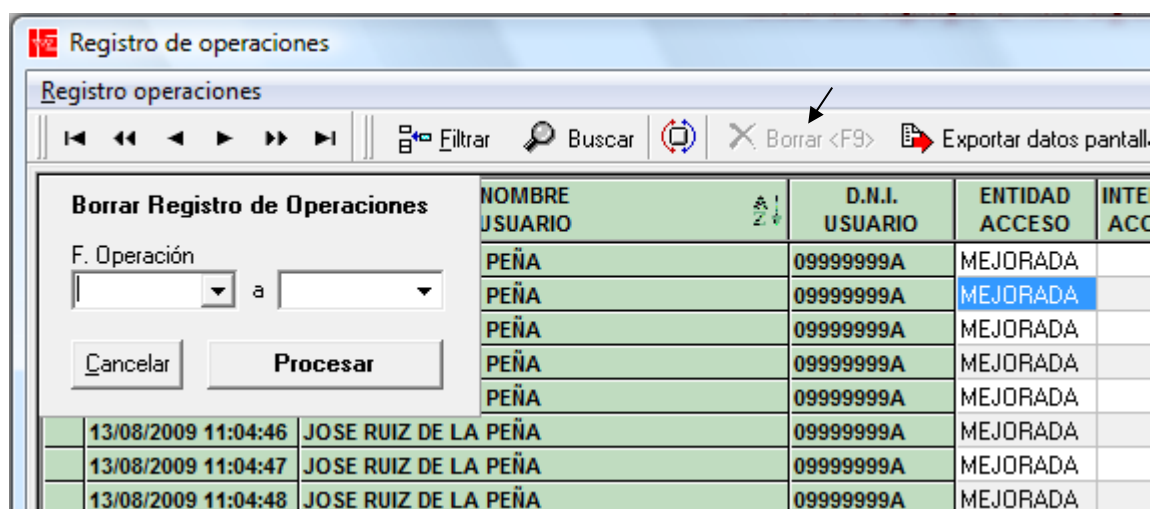 Registro de operaciones
Registro operaciones
Filtrar Buscar Borrar <F9> Exportar datos pantall
Borrar Registro de Operaciones
F. Operación
a
Cancelar Procesar
NOMBRE USUARIO D.N.I. USUARIO ENTIDAD ACCESO INTE ACC
PEÑA 09999999A MEJORADA
PEÑA 09999999A MEJORADA
PEÑA 09999999A MEJORADA
PEÑA 09999999A MEJORADA
PEÑA 09999999A MEJORADA
13/08/2009 11:04:46 JOSE RUIZ DE LA PEÑA 09999999A MEJORADA
13/08/2009 11:04:47 JOSE RUIZ DE LA PEÑA 09999999A MEJORADA
13/08/2009 11:04:48 JOSE RUIZ DE LA PEÑA 09999999A MEJORADA